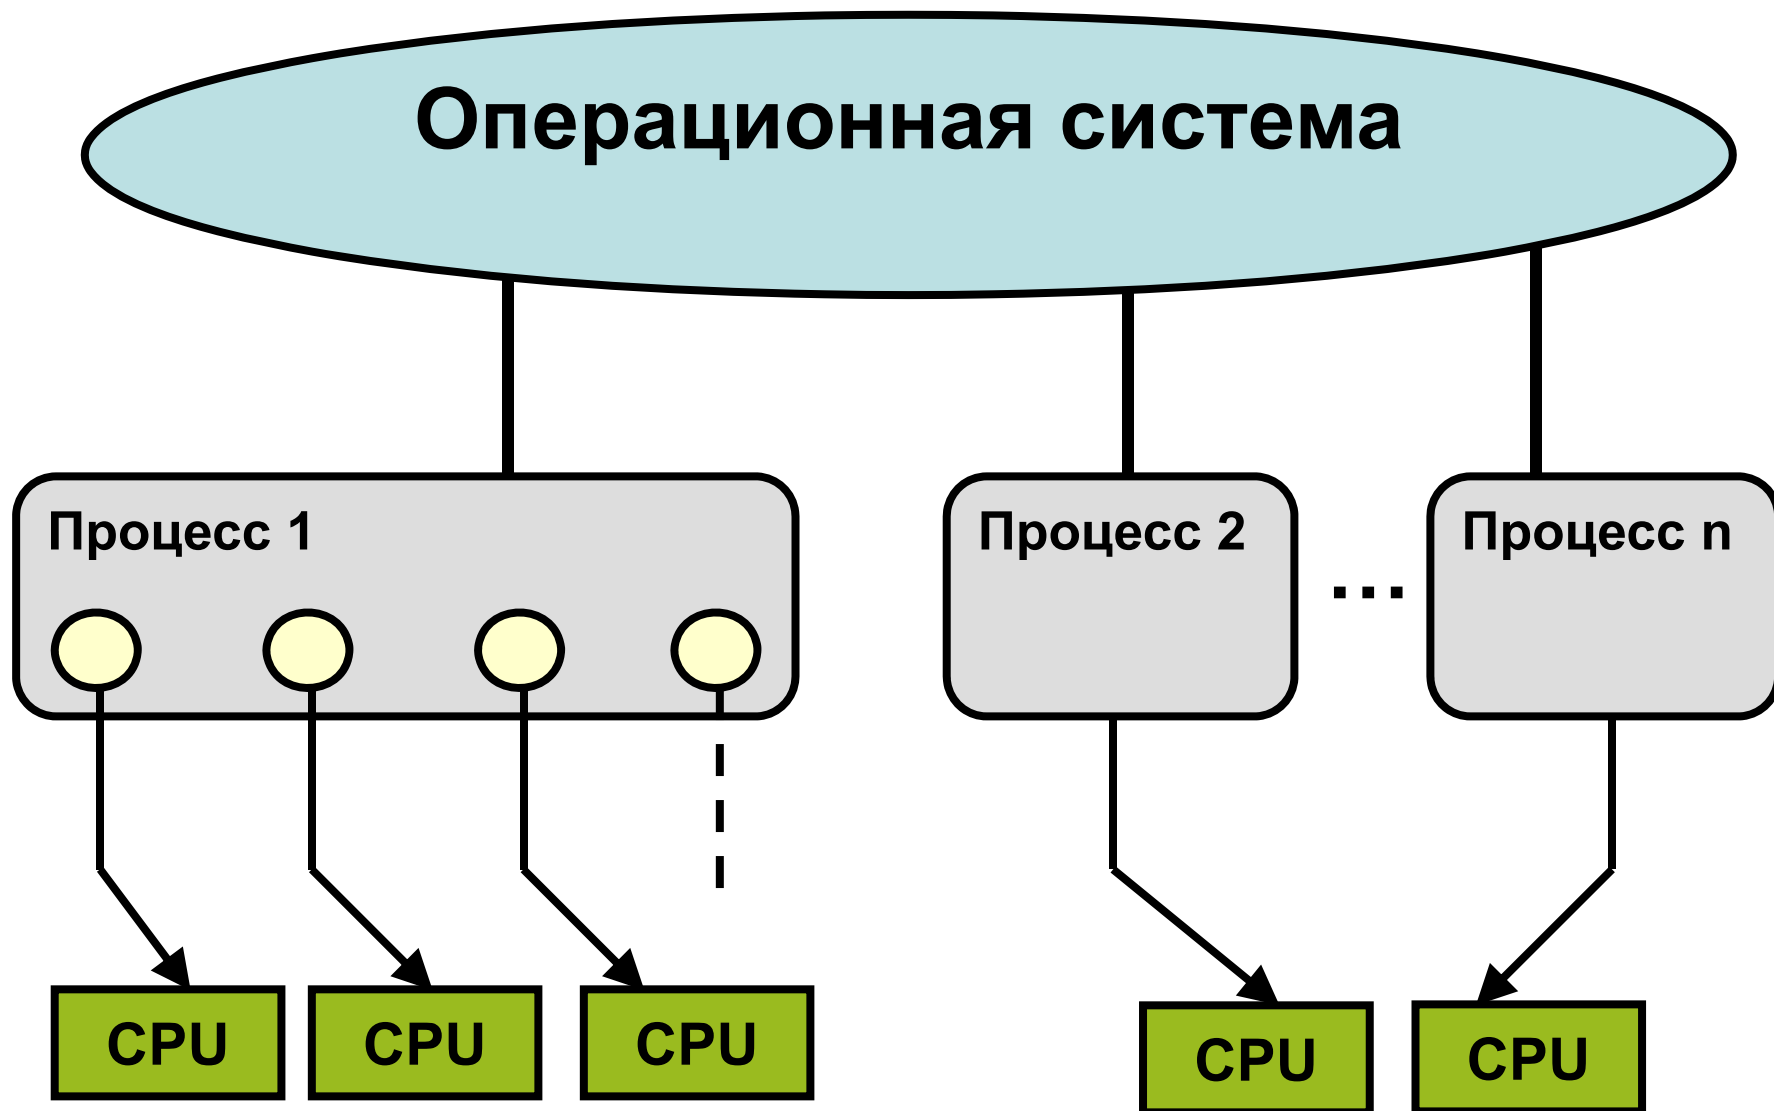 Операционная система
Процесс 1
Процесс 2
...
Процесс n
CPU
CPU
CPU
CPU
CPU